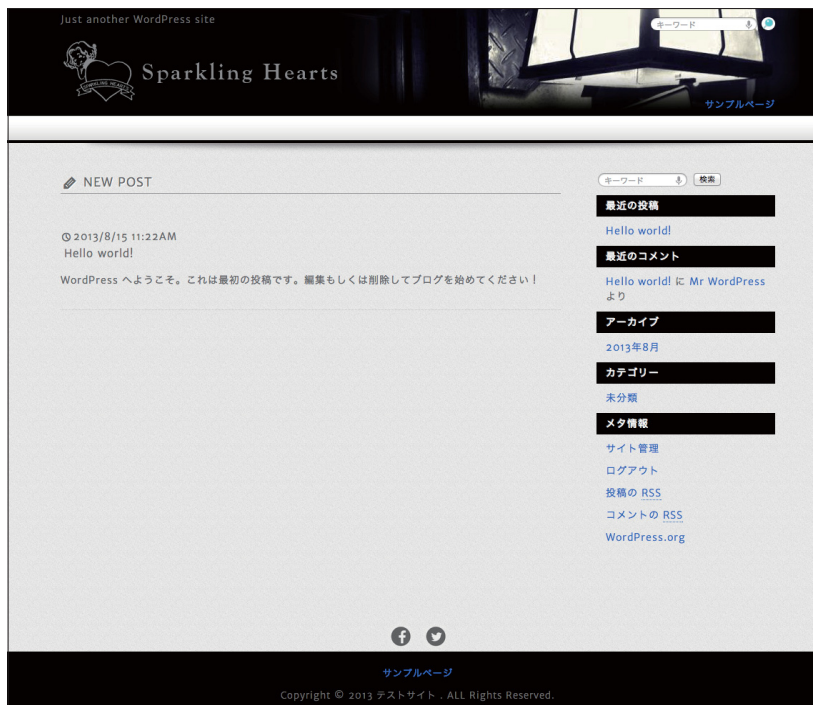 Just another WordPress site
キーワード
SPARKLING HEARTS
Sparkling Hearts
サンプルページ
NEW POST
2013/8/15 11:22AM
Hello world!
WordPress へようこそ。これは最初の投稿です。編集もしくは削除してブログを始めてください！
キーワード
検索
最近の投稿
Hello world!
最近のコメント
Hello world! に Mr WordPress
より
アーカイブ
2013年8月
カテゴリー
未分類
メタ情報
サイト管理
ログアウト
投稿の RSS
コメントの RSS
WordPress.org
サンプルページ
Copyright © 2013 テストサイト . ALL Rights Reserved.